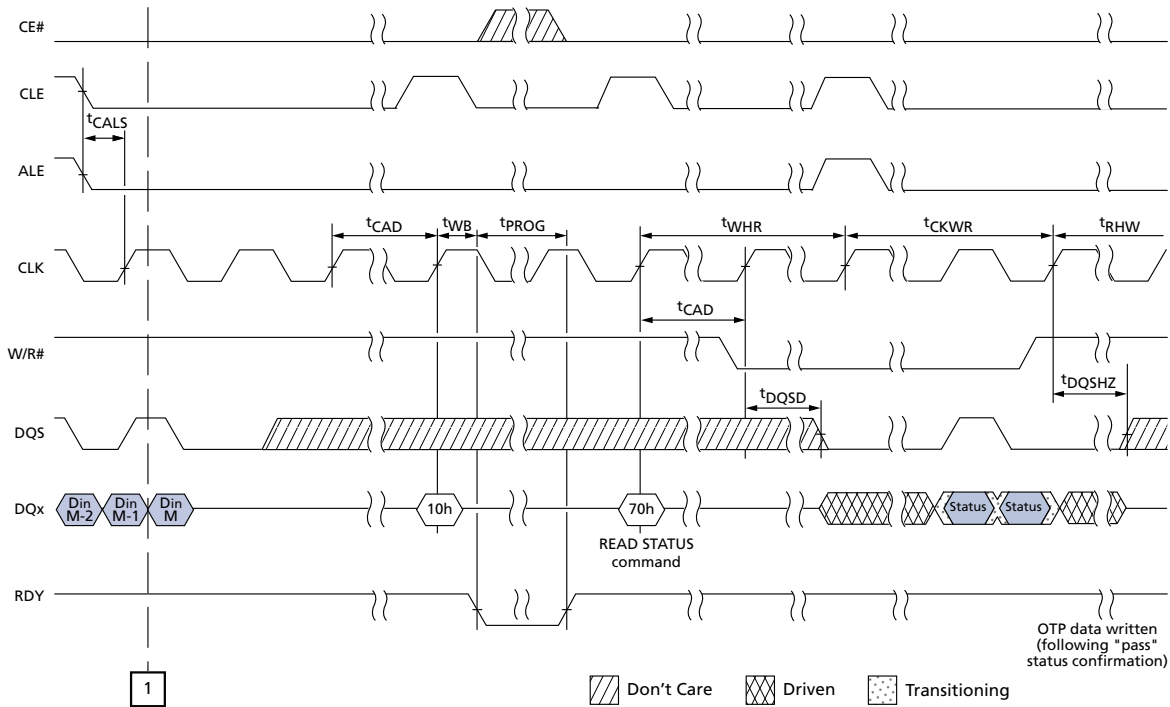 CE#
CLE
tCALS
ALE
tCAD
tWB
tPROG
tWHR
tCKWR
tRHW
CLK
tCAD
W/R#
tDQSD
tDQSHZ
DQS
DQx
Din M-2
Din M-1
Din M
10h
70h
Status
Status
READ STATUS
command
RDY
OTP data written
(following "pass"
status confirmation)
1
Don't Care
Driven
Transitioning